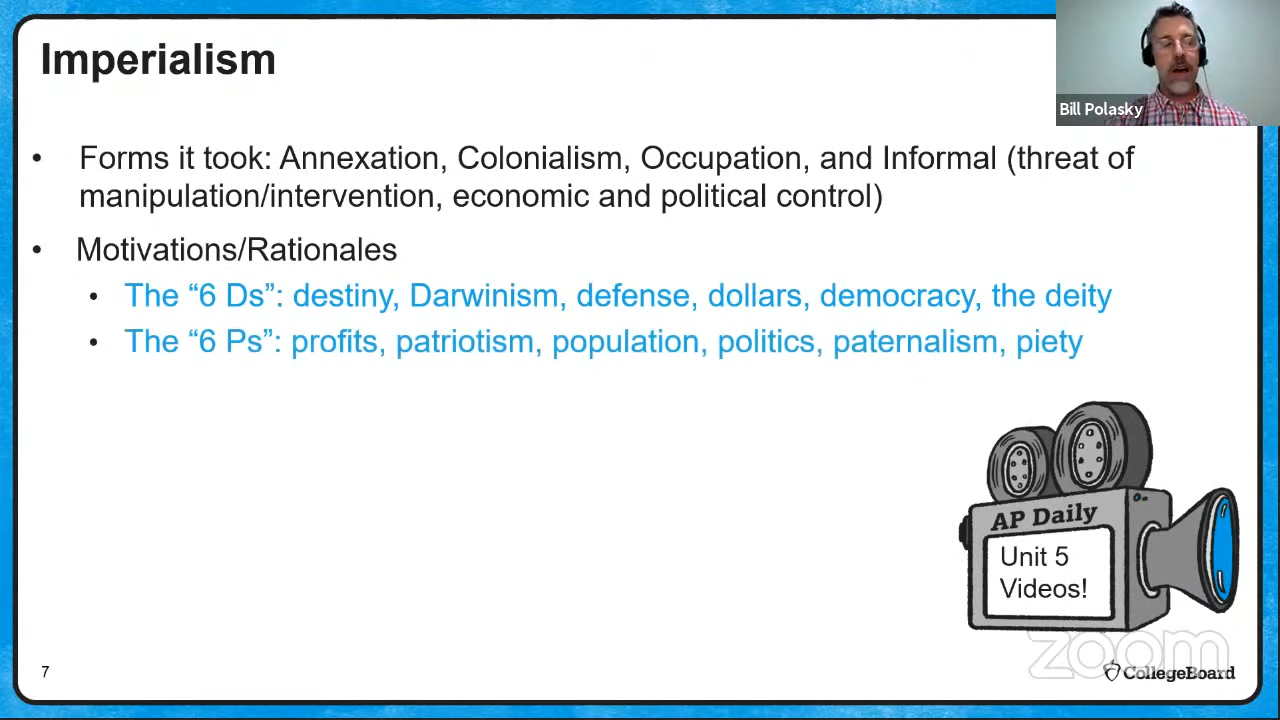 Imperialism
Bill Polasky
• Forms it took: Annexation, Colonialism, Occupation, and Informal (threat of
manipulation/intervention, economic and political control)
• Motivations/Rationales
• The “6 Ds”: destiny, Darwinism, defense, dollars, democracy, the deity
• The “6 Ps”: profits, patriotism, population, politics, paternalism, piety
AP Daily
Unit 5
Videos!
zoom
7
CollegeBoard